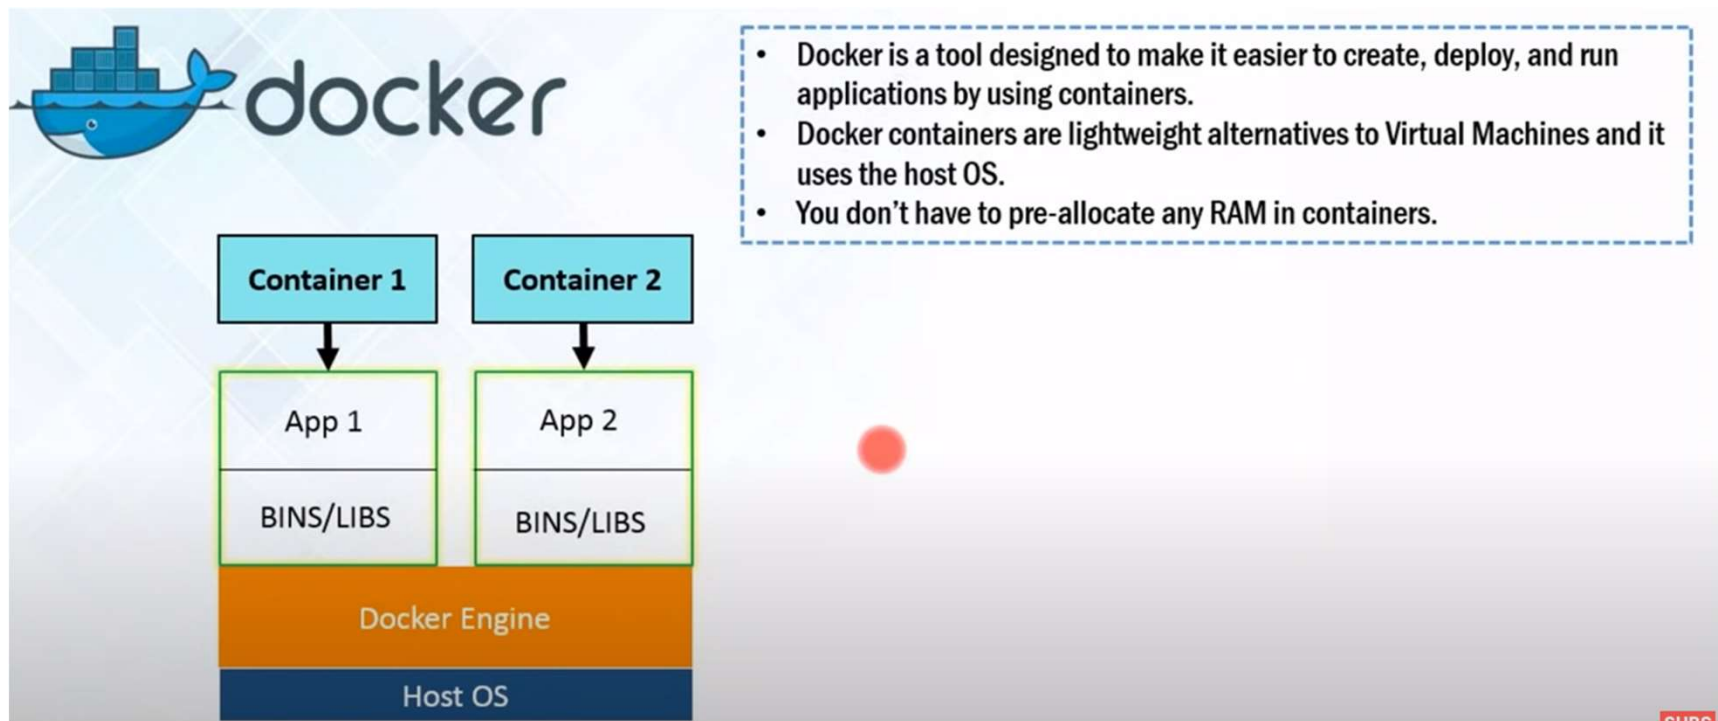 docker
• Docker is a tool designed to make it easier to create, deploy, and run
applications by using containers.
• Docker containers are lightweight alternatives to Virtual Machines and it
uses the host OS.
• You don't have to pre-allocate any RAM in containers.
Container 1
Container 2
App 1
App 2
BINS/LIBS
BINS/LIBS
Docker Engine
Host OS